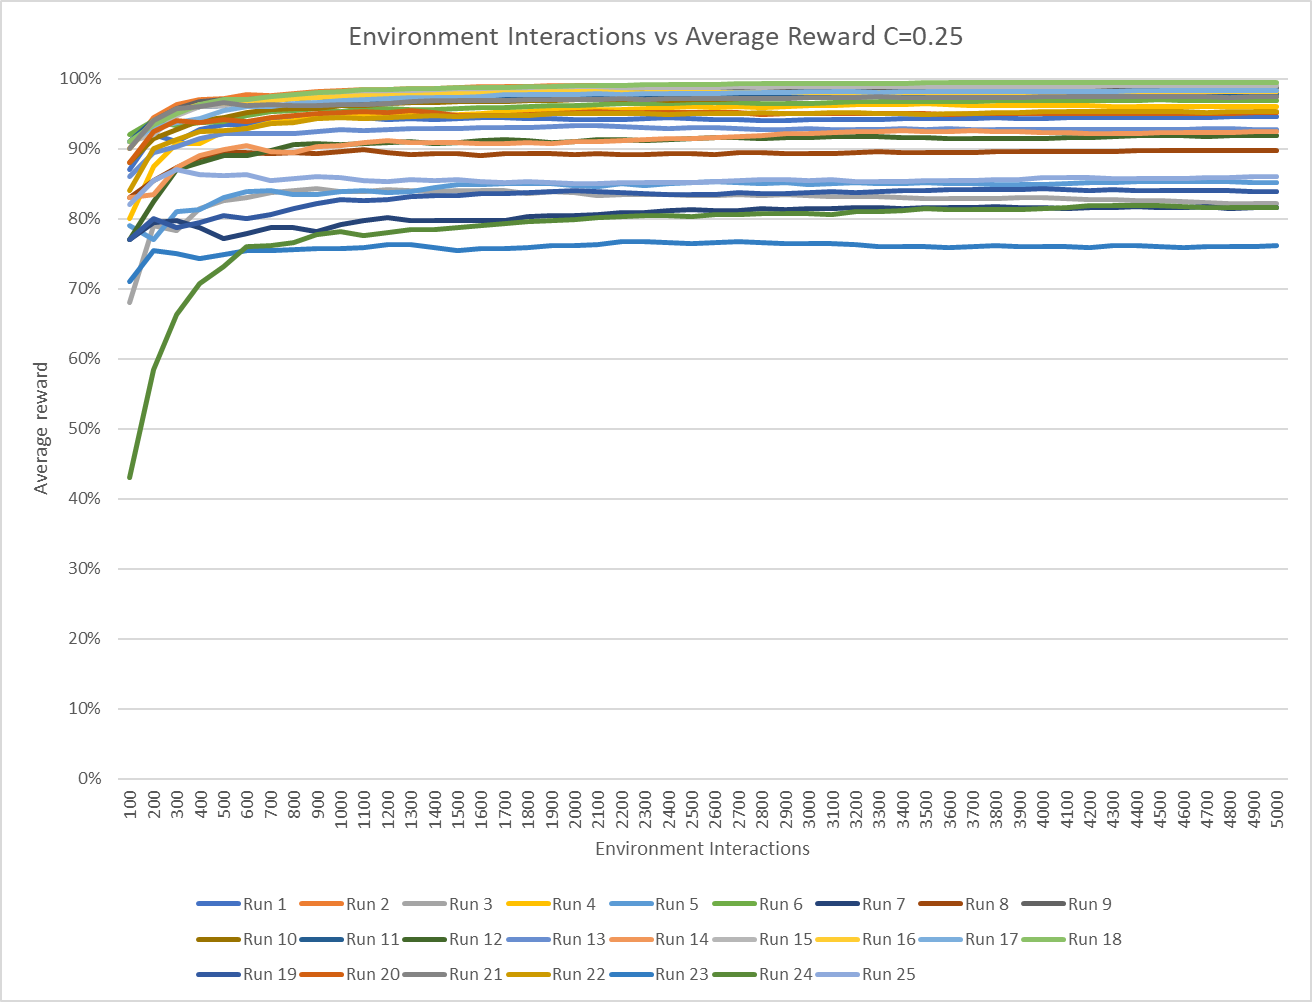 Environment Interactions vs Average Reward C=0.25
100%
90%
80%
70%
60%
50%
40%
30%
20%
10%
0%
Average reward
100 200 300 400 500 600 700 800 900 1000 1100 1200 1300 1400 1500 1600 1700 1800 1900 2000 2100 2200 2300 2400 2500 2600 2700 2800 2900 3000 3100 3200 3300 3400 3500 3600 3700 3800 3900 4000 4100 4200 4300 4400 4500 4600 4700 4800 4900 5000
Environment Interactions
Run 1 Run 2 Run 3 Run 4 Run 5 Run 6 Run 7 Run 8 Run 9
Run 10 Run 11 Run 12 Run 13 Run 14 Run 15 Run 16 Run 17 Run 18
Run 19 Run 20 Run 21 Run 22 Run 23 Run 24 Run 25